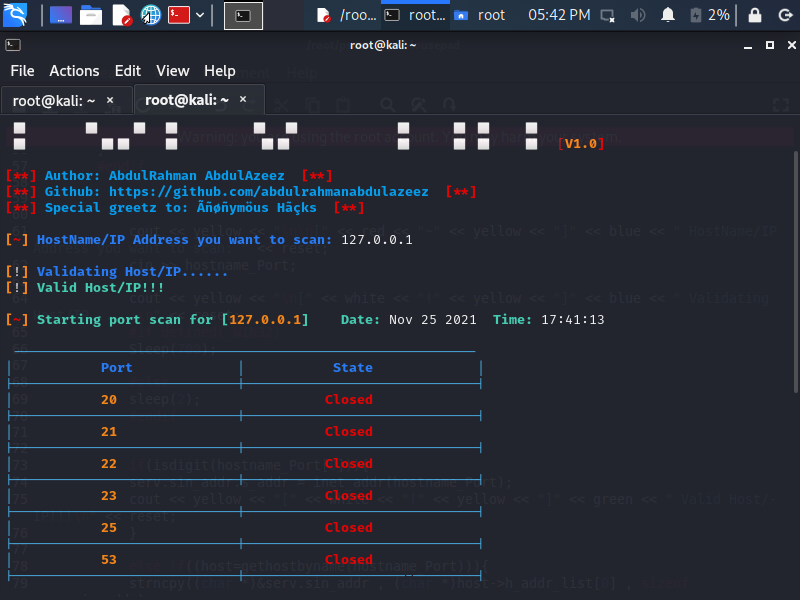 /roo... root... root 05:42 PM 2%
root@kali: ~
File Actions Edit View Help
root@kali: ~ × root@kali: ~ ×
[V1.0]
[**] Author: AbdulRahman AbdulAzeez [**]
[**] Github: https://github.com/abdulrahmanabdulazeez [**]
[**] Special greetz to: Ãñøñymöus Hãçks [**]
[~] HostName/IP Address you want to scan: 127.0.0.1
[!] Validating Host/IP......
[!] Valid Host/IP!!!
[~] Starting port scan for [127.0.0.1] Date: Nov 25 2021 Time: 17:41:13
Port State
20 Closed
21 Closed
22 Closed
23 Closed
25 Closed
53 Closed